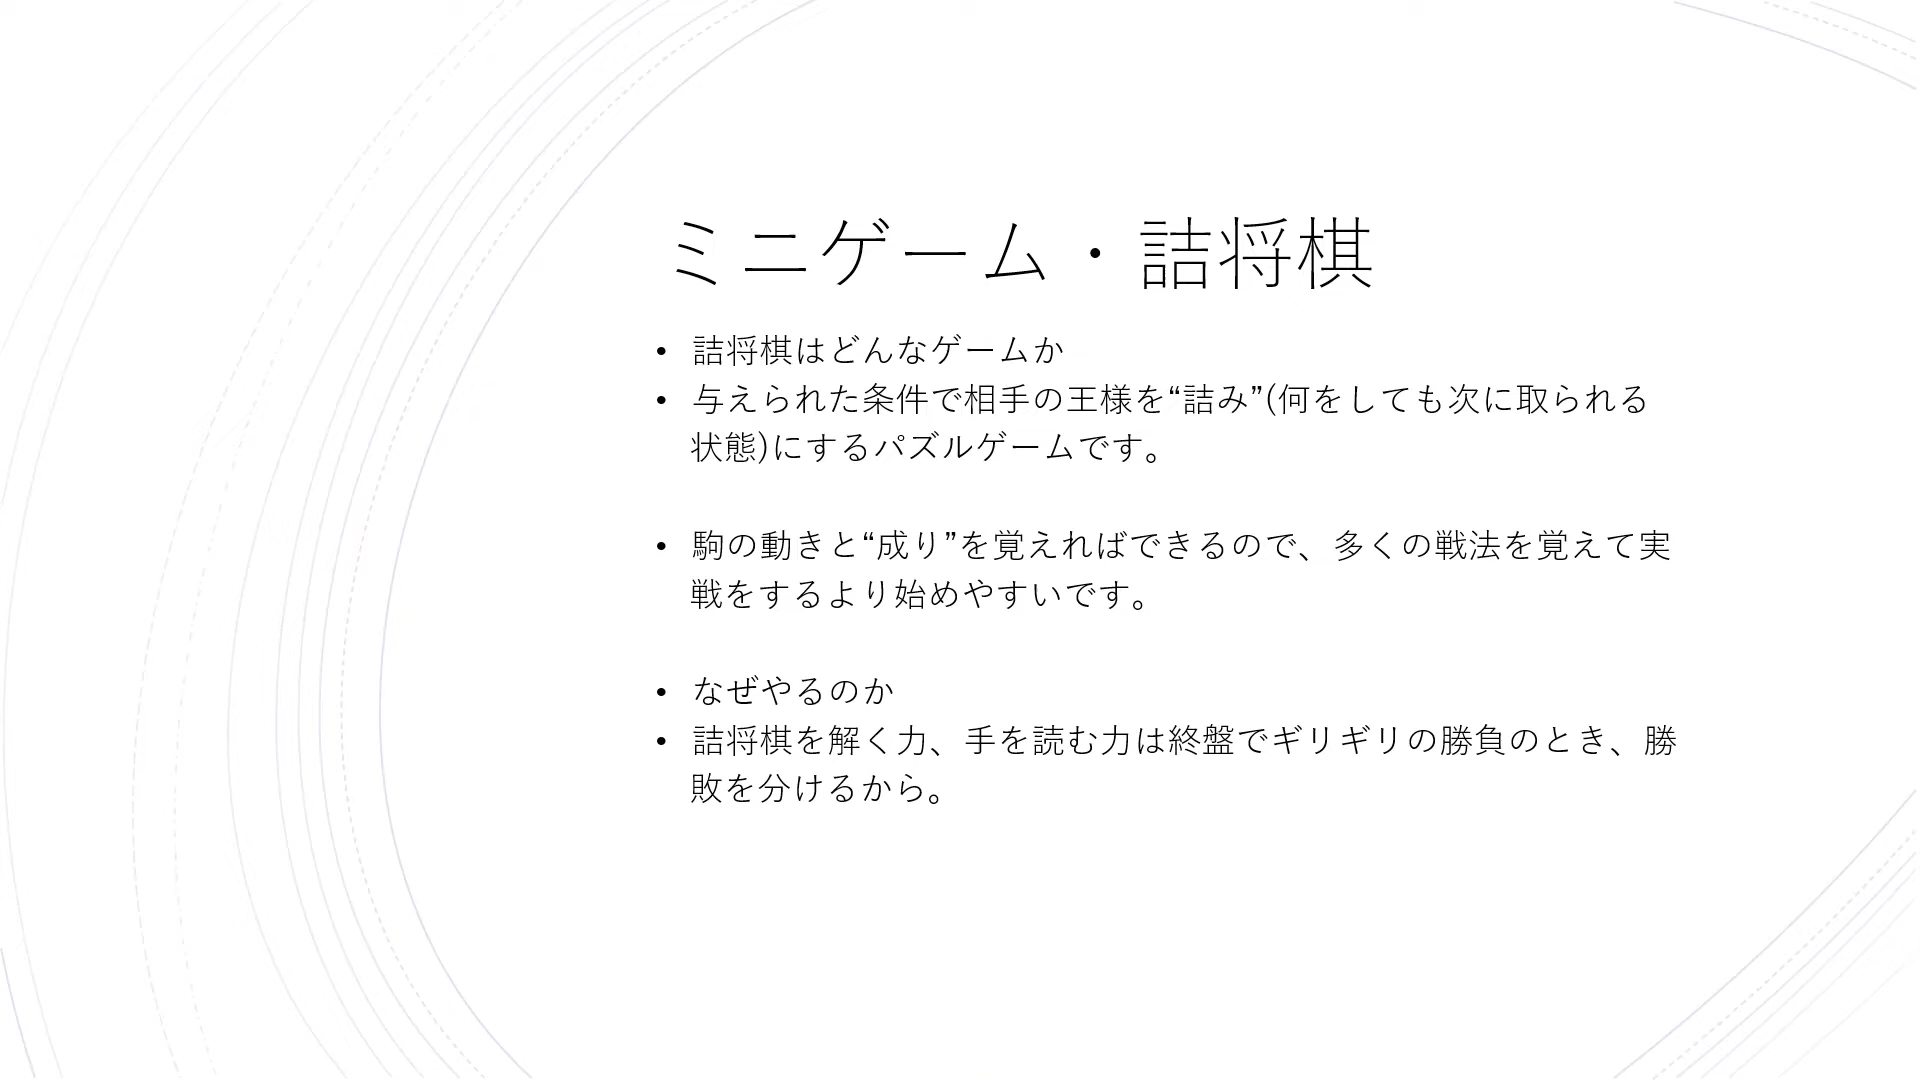 ミニゲーム・詰将棋
• 詰将棋はどんなゲームか
• 与えられた条件で相手の王様を“詰み”(何をしても次に取られる
状態)にするパズルゲームです。
• 駒の動きと“成り”を覚えればできるので、多くの戦法を覚えて実
戦をするより始めやすいです。
• なぜやるのか
• 詰将棋を解く力、手を読む力は終盤でギリギリの勝負のとき、勝
敗を分けるから。